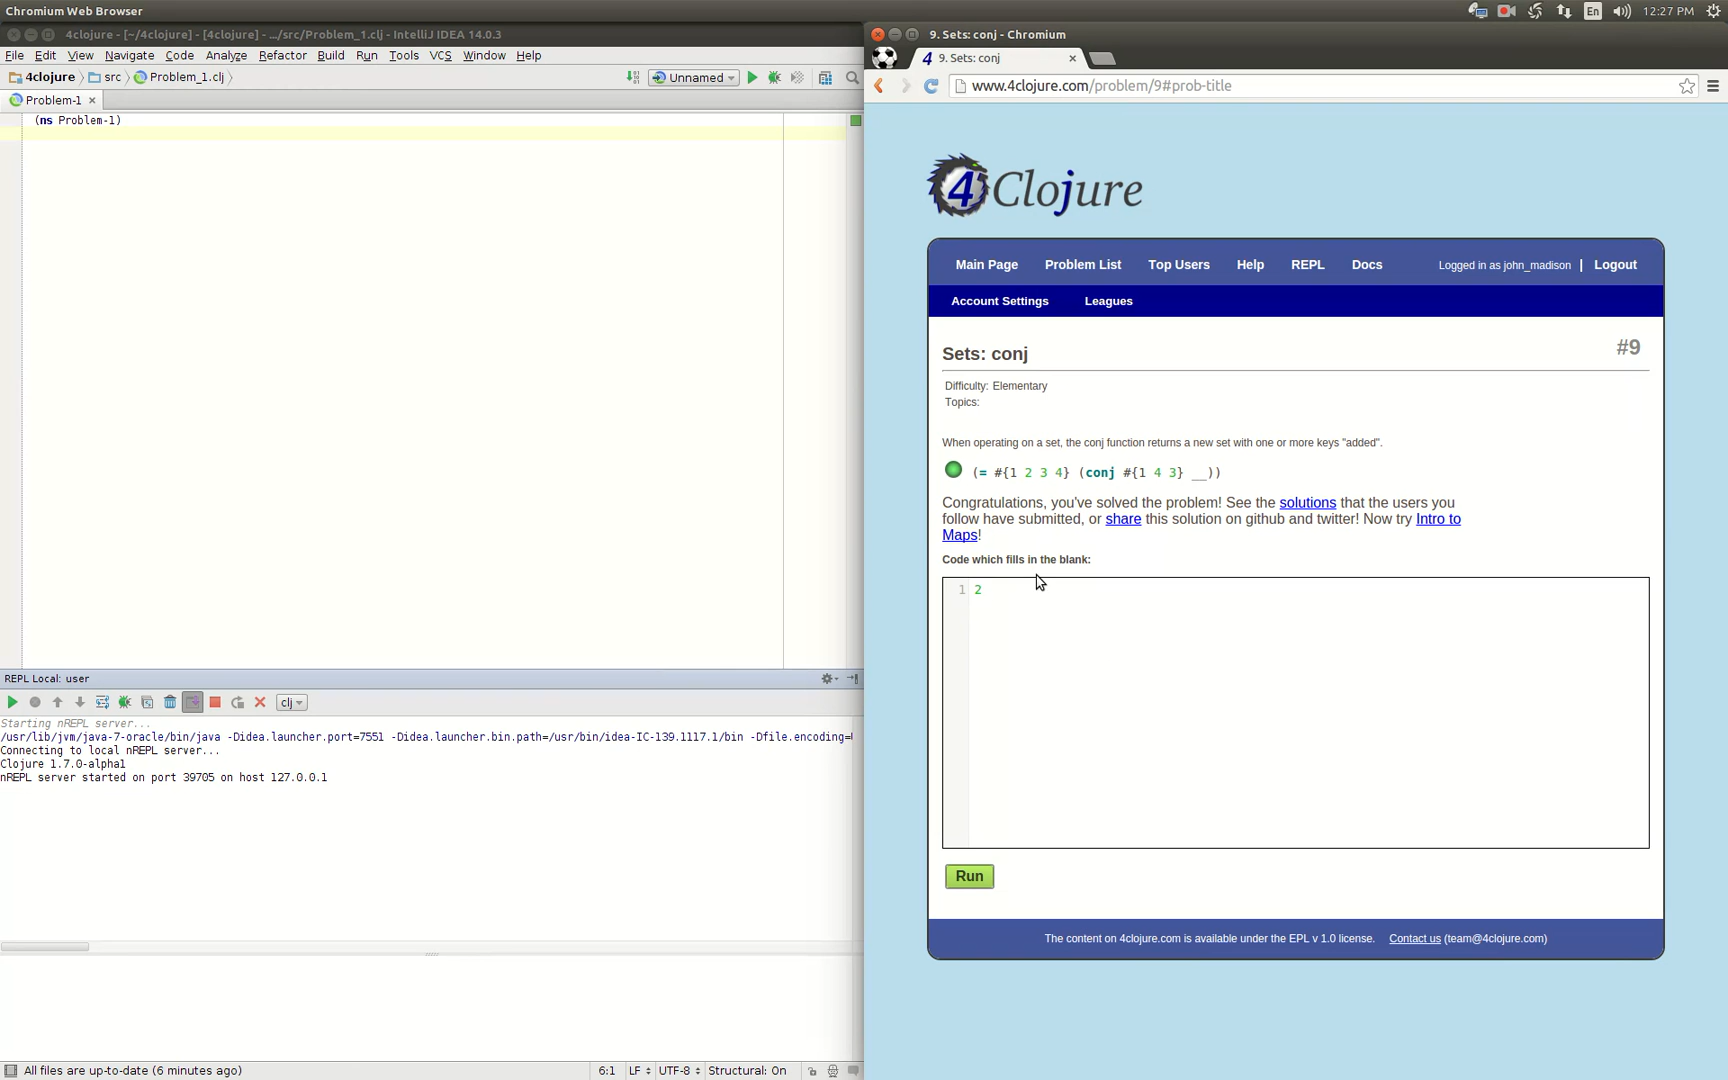 Chromium Web Browser
En
12:27 PM
4clojure - [~/4clojure] - [4clojure] - .../src/Problem_1.clj - IntelliJ IDEA 14.0.3
File Edit View Navigate Code Analyze Refactor Build Run Tools VCS Window Help
4clojure src Problem_1.clj
Unnamed
Problem-1
(ns Problem-1)
REPL Local: user
clj
Starting nREPL server...
/usr/lib/jvm/java-7-oracle/bin/java -Didea.launcher.port=7551 -Didea.launcher.bin.path=/usr/bin/idea-IC-139.1117.1/bin -Dfile.encoding=
Connecting to local nREPL server...
Clojure 1.7.0-alpha1
nREPL server started on port 39705 on host 127.0.0.1
All files are up-to-date (6 minutes ago)
6:1 LF UTF-8 Structural: On
9. Sets: conj - Chromium
4 9. Sets: conj
www.4clojure.com/problem/9#prob-title
4Clojure
Main Page Problem List Top Users Help REPL Docs Logged in as john_madison | Logout
Account Settings Leagues
Sets: conj #9
Difficulty: Elementary
Topics:
When operating on a set, the conj function returns a new set with one or more keys "added".
(= #{1 2 3 4} (conj #{1 4 3} __))
Congratulations, you've solved the problem! See the solutions that the users you
follow have submitted, or share this solution on github and twitter! Now try Intro to
Maps!
Code which fills in the blank:
1 2
Run
The content on 4clojure.com is available under the EPL v 1.0 license. Contact us (team@4clojure.com)